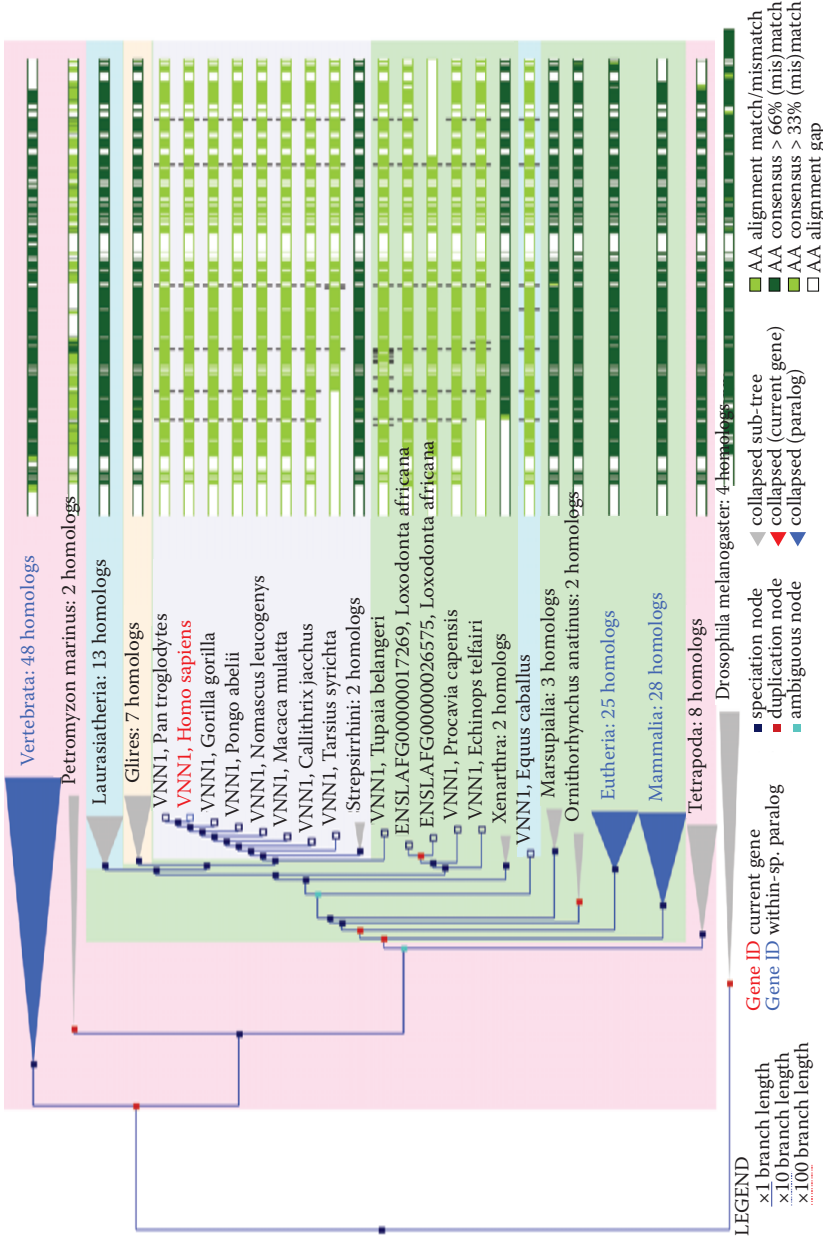 Vertebrata: 48 homologs
Petromyzon marinus: 2 homologs
Laurasiatheria: 13 homologs
Glires: 7 homologs
VNN1, Pan troglodytes
VNN1, Homo sapiens
VNN1, Gorilla gorilla
VNN1, Pongo abelii
VNN1, Nomascus leucogenys
VNN1, Macaca mulatta
VNN1, Callithrix jacchus
VNN1, Tarsius syrichta
Strepsirrhini: 2 homologs
VNN1, Tupaia belangeri
ENSLAFG00000017269, Loxodonta africana
ENSLAFG00000026575, Loxodonta africana
VNN1, Procavia capensis
VNN1, Echinops telfairi
Xenarthra: 2 homologs
VNN1, Equus caballus
Marsupialia: 3 homologs
Ornithorhynchus anatinus: 2 homologs
Eutheria: 25 homologs
Mammalia: 28 homologs
Tetrapoda: 8 homologs
Drosophila melanogaster: 4 homologs
LEGEND
×1 branch length
×10 branch length
×100 branch length
Gene ID current gene
Gene ID within-sp. paralog
speciation node
duplication node
ambiguous node
collapsed sub-tree
collapsed (current gene)
collapsed (paralog)
AA alignment match/mismatch
AA consensus > 66% (mis)match
AA consensus > 33% (mis)match
AA alignment gap